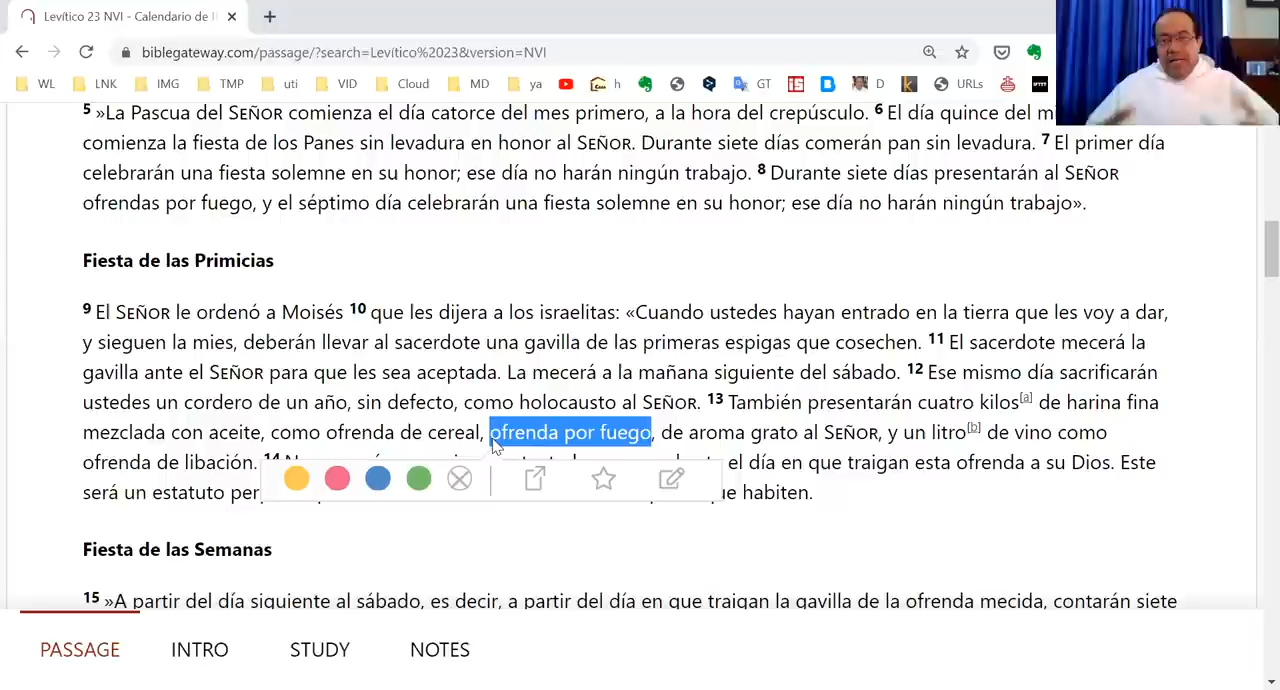 Levítico 23 NVI - Calendario de
biblegateway.com/passage/?search=Levítico%2023&version=NVI
WL LNK IMG TMP uti VID Cloud MD ya h GT D URLs
5 »La Pascua del SEÑOR comienza el día catorce del mes primero, a la hora del crepúsculo. 6 El día quince del
comienza la fiesta de los Panes sin levadura en honor al SEÑOR. Durante siete días comerán pan sin levadura. 7 El primer día
celebrarán una fiesta solemne en su honor; ese día no harán ningún trabajo. 8 Durante siete días presentarán al SEÑOR
ofrendas por fuego, y el séptimo día celebrarán una fiesta solemne en su honor; ese día no harán ningún trabajo».
Fiesta de las Primicias
9 El SEÑOR le ordenó a Moisés 10 que les dijera a los israelitas: «Cuando ustedes hayan entrado en la tierra que les voy a dar,
y sieguen la mies, deberán llevar al sacerdote una gavilla de las primeras espigas que cosechen. 11 El sacerdote mecerá la
gavilla ante el SEÑOR para que les sea aceptada. La mecerá a la mañana siguiente del sábado. 12 Ese mismo día sacrificarán
ustedes un cordero de un año, sin defecto, como holocausto al SEÑOR. 13 También presentarán cuatro kilos[a] de harina fina
mezclada con aceite, como ofrenda de cereal, ofrenda por fuego, de aroma grato al SEÑOR, y un litro[b] de vino como
ofrenda de libación. 14 el día en que traigan esta ofrenda a su Dios. Este
será un estatuto que habiten.
Fiesta de las Semanas
15 »A partir del día siguiente al sábado, es decir, a partir del día en que traigan la gavilla de la ofrenda mecida, contarán siete
PASSAGE INTRO STUDY NOTES